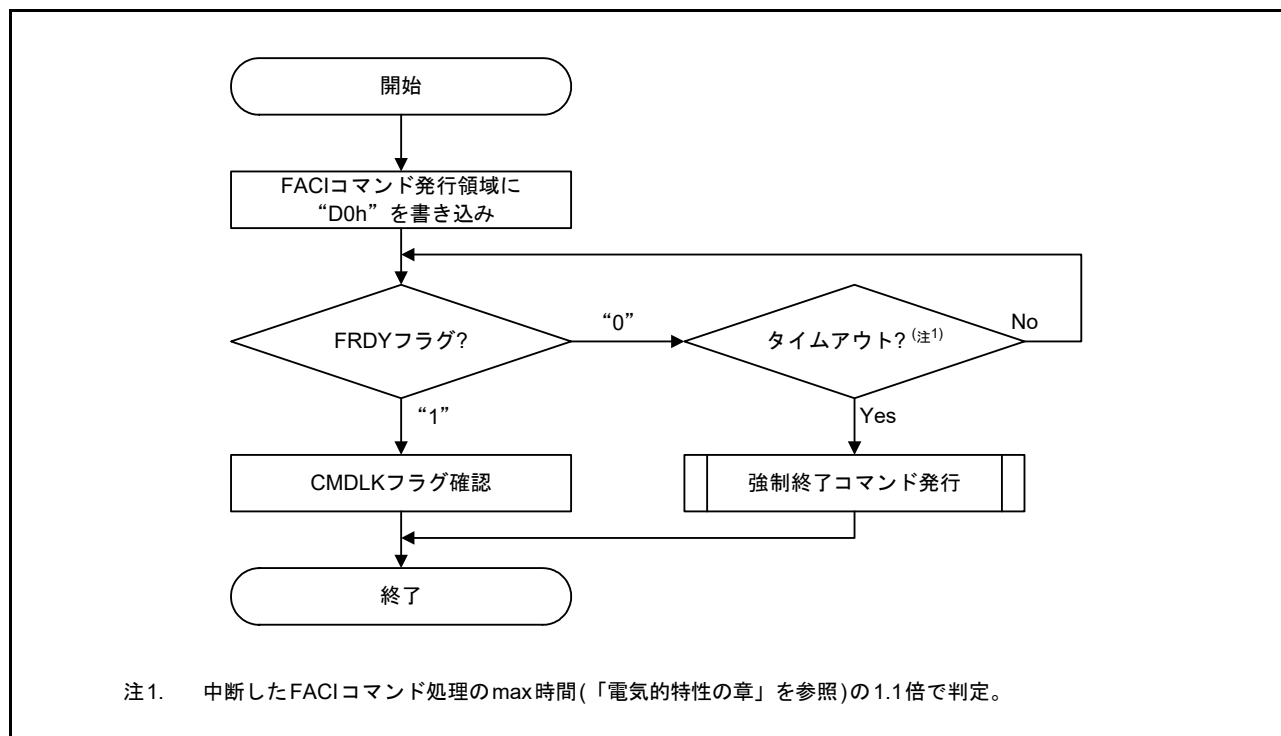 開始
FACIコマンド発行領域に
“D0h”を書き込み
FRDYフラグ?
“0”
タイムアウト? (注1)
No
“1”
Yes
CMDLKフラグ確認
強制終了コマンド発行
終了
注1. 中断したFACIコマンド処理のmax時間(「電気的特性の章」を参照)の1.1倍で判定。